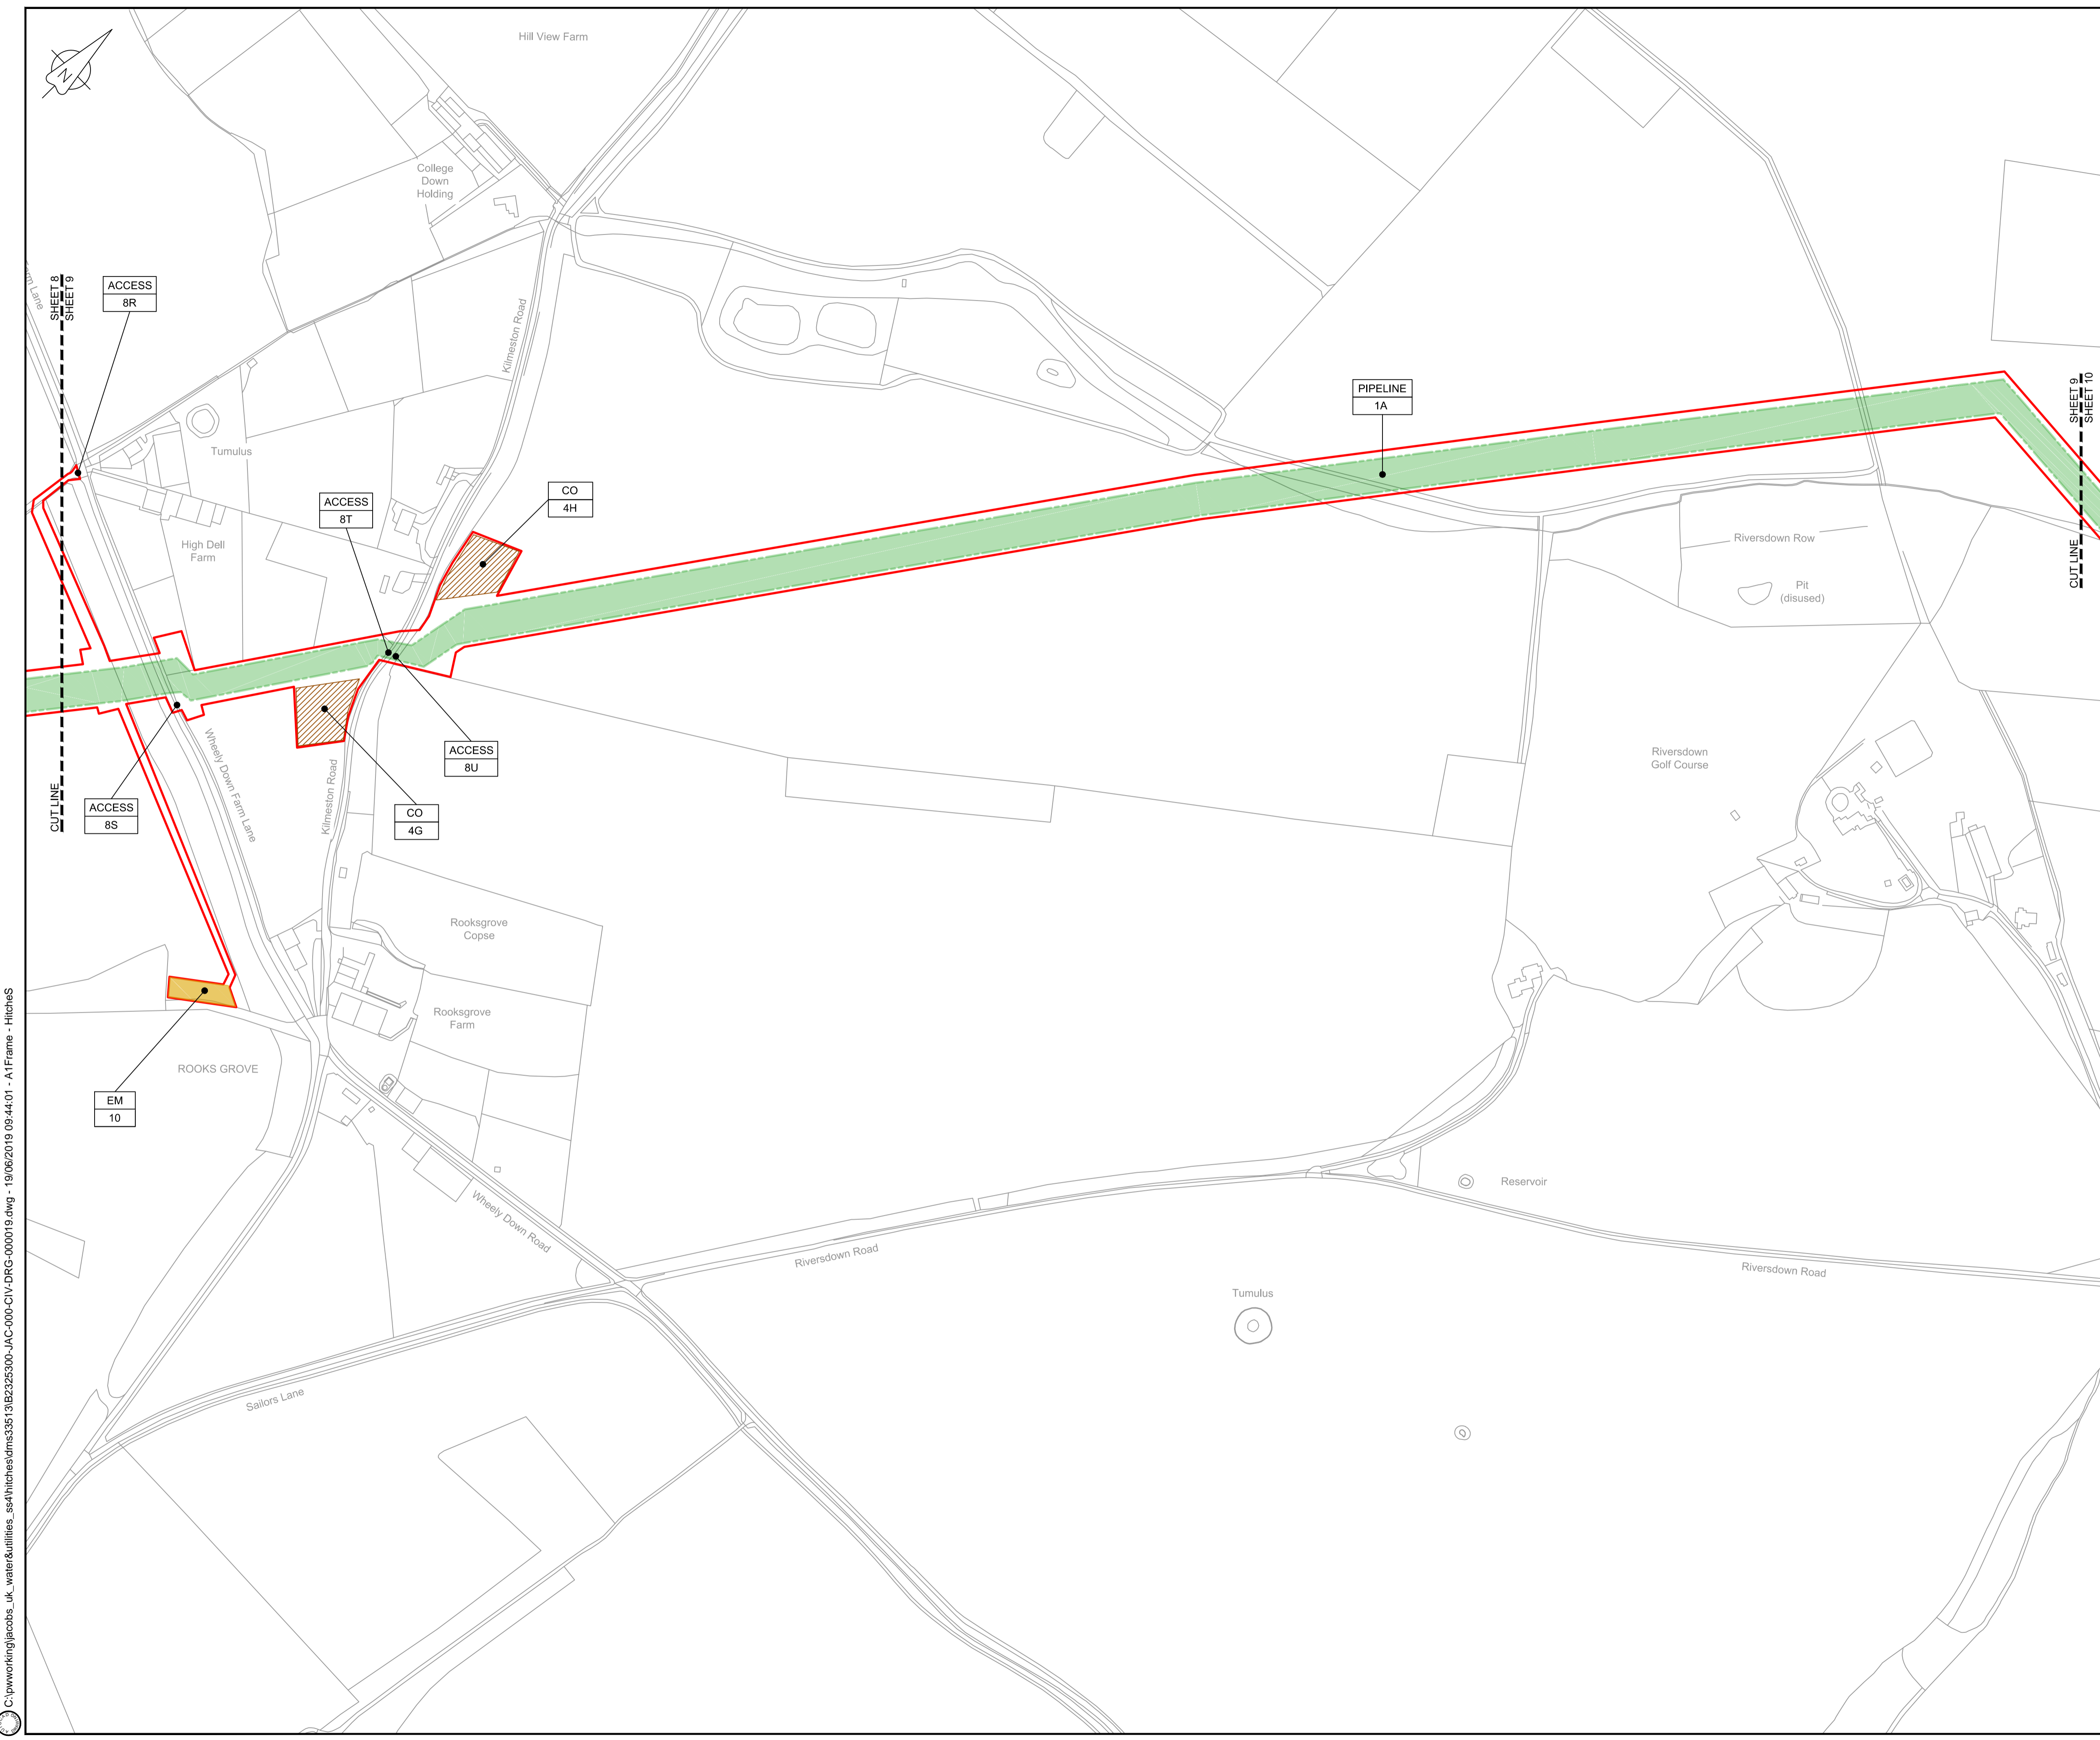 Hill View Farm
N
College
Down
Holding
Kilmeston Road
SHEET 8
SHEET 9
ACCESS
8R
Tumulus
High Dell
Farm
ACCESS
8T
CO
4H
PIPELINE
1A
SHEET 9
SHEET 10
CUT LINE
Riversdown Row
Pit
(disused)
Riversdown
Golf Course
CUT LINE
ACCESS
8S
Wheely Down Farm Lane
Kilmeston Road
ACCESS
8U
CO
4G
Rooksgrove
Copse
Rooksgrove
Farm
ROOKS GROVE
EM
10
Wheely Down Road
Riversdown Road
Reservoir
Riversdown Road
Tumulus
Sailors Lane
C:\pwworking\jacobs_uk_water&utilities_ss4\hitches\dms33513\B2325300-JAC-000-CIV-DRG-000019.dwg - 19/06/2019 09:44:01 - A1Frame - HitcheS